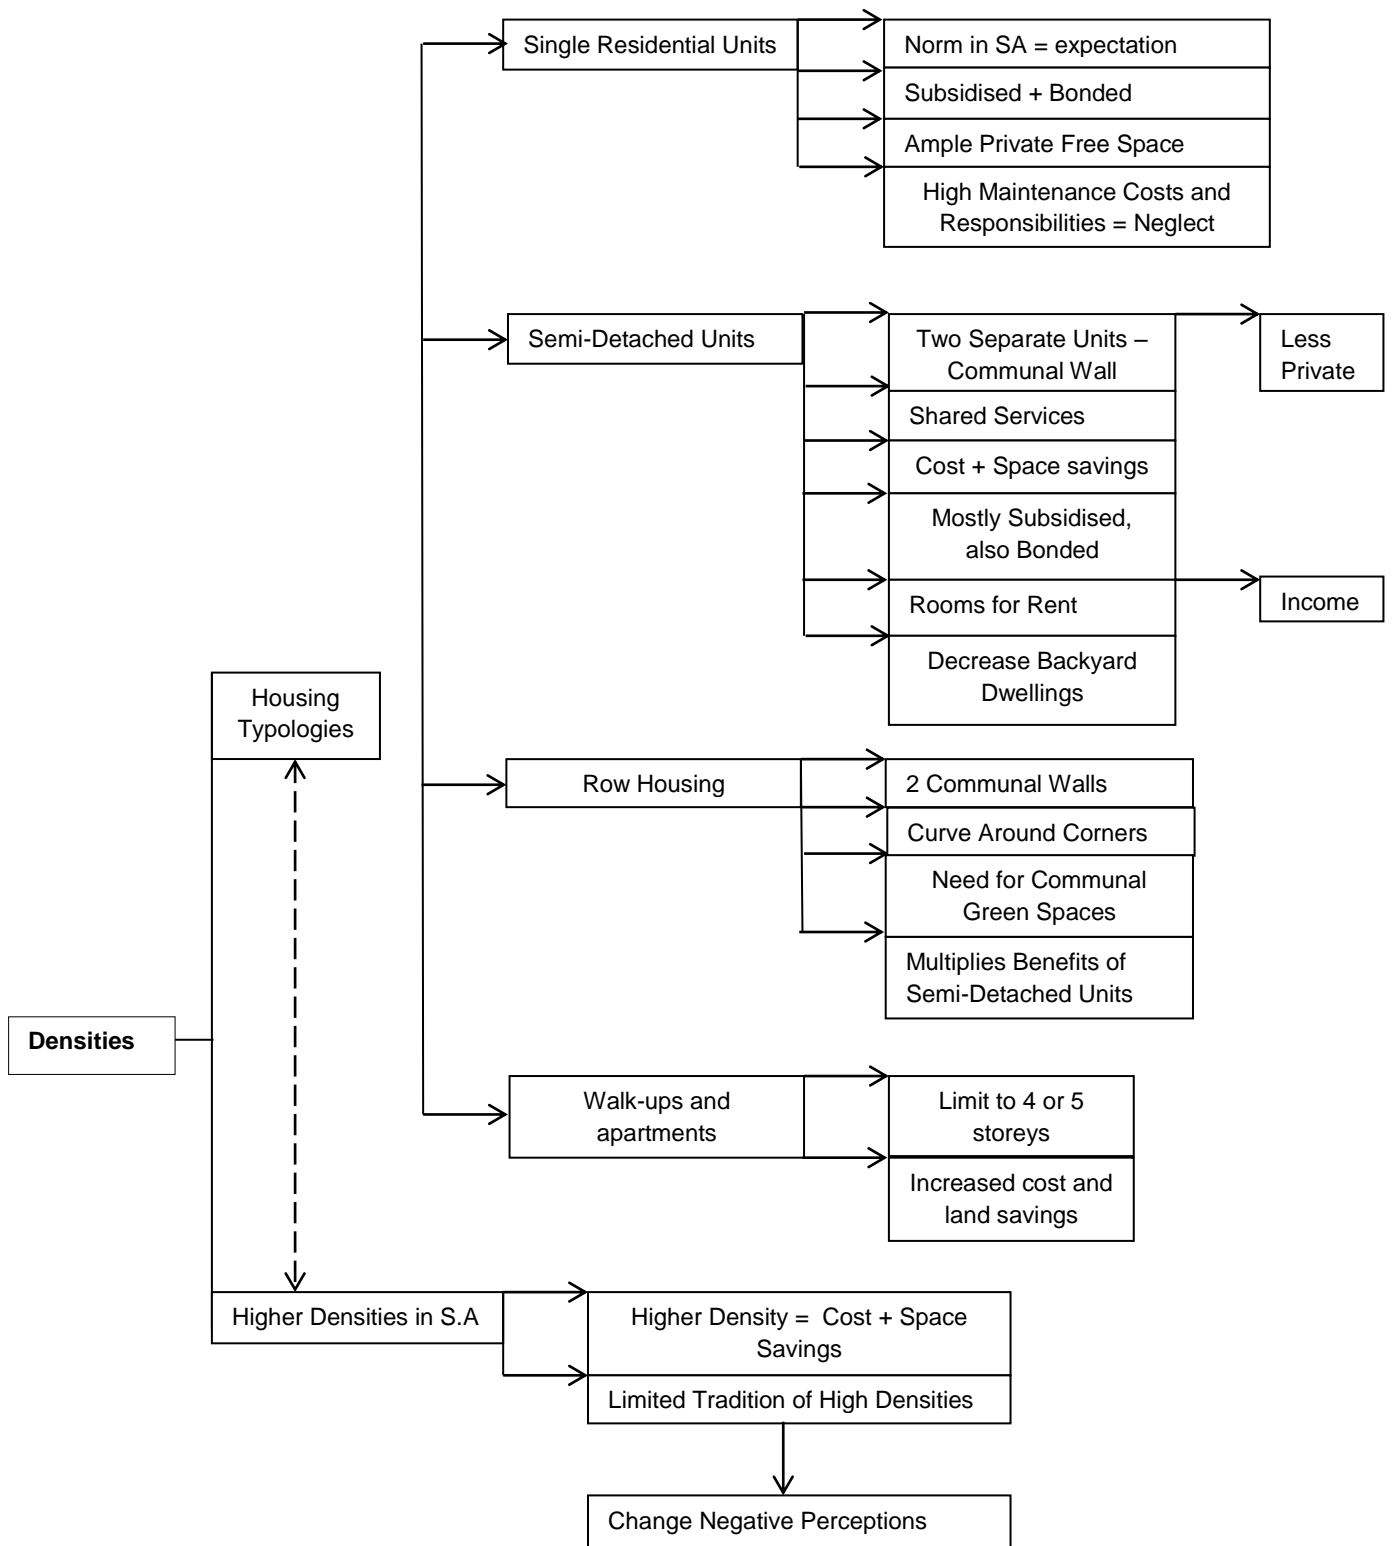 Single Residential Units
Norm in SA = expectation
Subsidised + Bonded
Ample Private Free Space
High Maintenance Costs and
Responsibilities = Neglect
Semi-Detached Units
Two Separate Units –
Communal Wall
Less
Private
Shared Services
Cost + Space savings
Mostly Subsidised,
also Bonded
Rooms for Rent
Income
Decrease Backyard
Dwellings
Housing
Typologies
Row Housing
2 Communal Walls
Curve Around Corners
Need for Communal
Green Spaces
Multiplies Benefits of
Semi-Detached Units
Densities
Walk-ups and
apartments
Limit to 4 or 5
storeys
Increased cost and
land savings
Higher Densities in S.A
Higher Density = Cost + Space
Savings
Limited Tradition of High Densities
Change Negative Perceptions